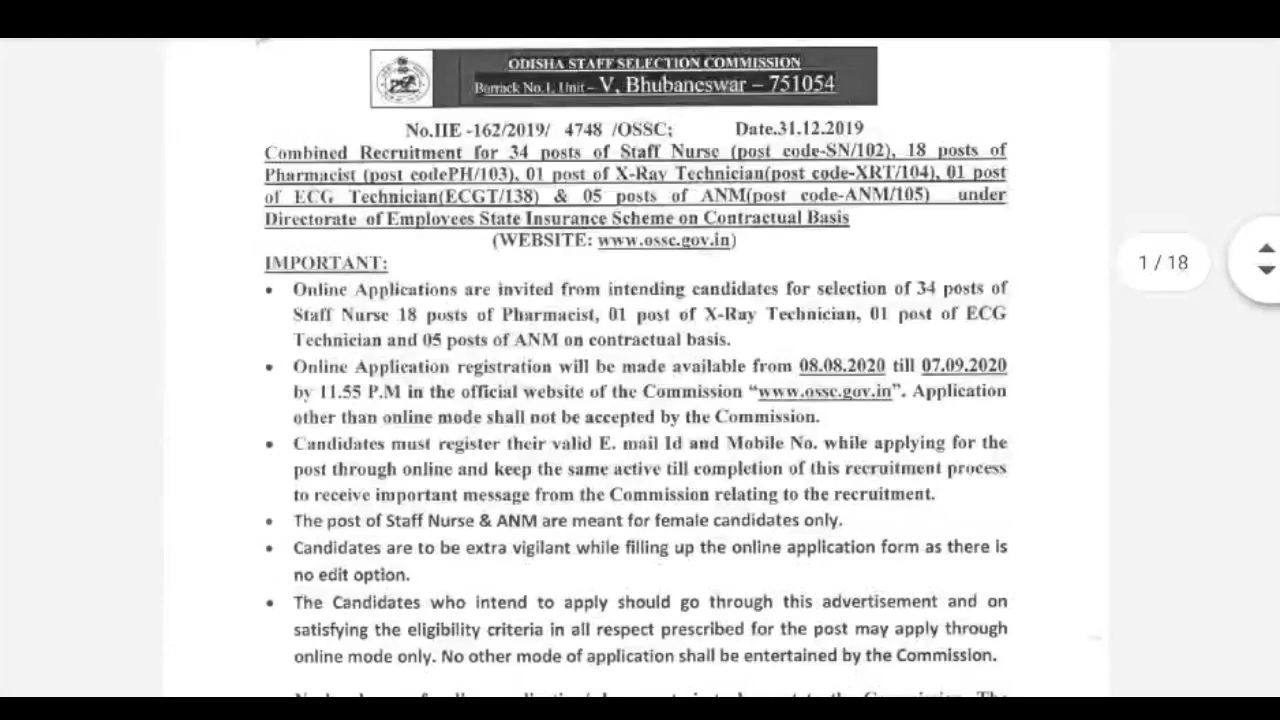 ODISHA STAFF SELECTION COMMISSION
Barrack No.1, Unit – V, Bhubaneswar – 751054
No.IIE -162/2019/ 4748 /OSSC; Date.31.12.2019
Combined Recruitment for 34 posts of Staff Nurse (post code-SN/102), 18 posts of
Pharmacist (post codePH/103), 01 post of X-Ray Technician(post code-XRT/104), 01 post
of ECG Technician(ECGT/138) & 05 posts of ANM(post code-ANM/105) under
Directorate of Employees State Insurance Scheme on Contractual Basis
(WEBSITE: www.ossc.gov.in)
IMPORTANT:
• Online Applications are invited from intending candidates for selection of 34 posts of
Staff Nurse 18 posts of Pharmacist, 01 post of X-Ray Technician, 01 post of ECG
Technician and 05 posts of ANM on contractual basis.
• Online Application registration will be made available from 08.08.2020 till 07.09.2020
by 11.55 P.M in the official website of the Commission “www.ossc.gov.in”. Application
other than online mode shall not be accepted by the Commission.
• Candidates must register their valid E. mail Id and Mobile No. while applying for the
post through online and keep the same active till completion of this recruitment process
to receive important message from the Commission relating to the recruitment.
• The post of Staff Nurse & ANM are meant for female candidates only.
• Candidates are to be extra vigilant while filling up the online application form as there is
no edit option.
• The Candidates who intend to apply should go through this advertisement and on
satisfying the eligibility criteria in all respect prescribed for the post may apply through
online mode only. No other mode of application shall be entertained by the Commission.
1 / 18